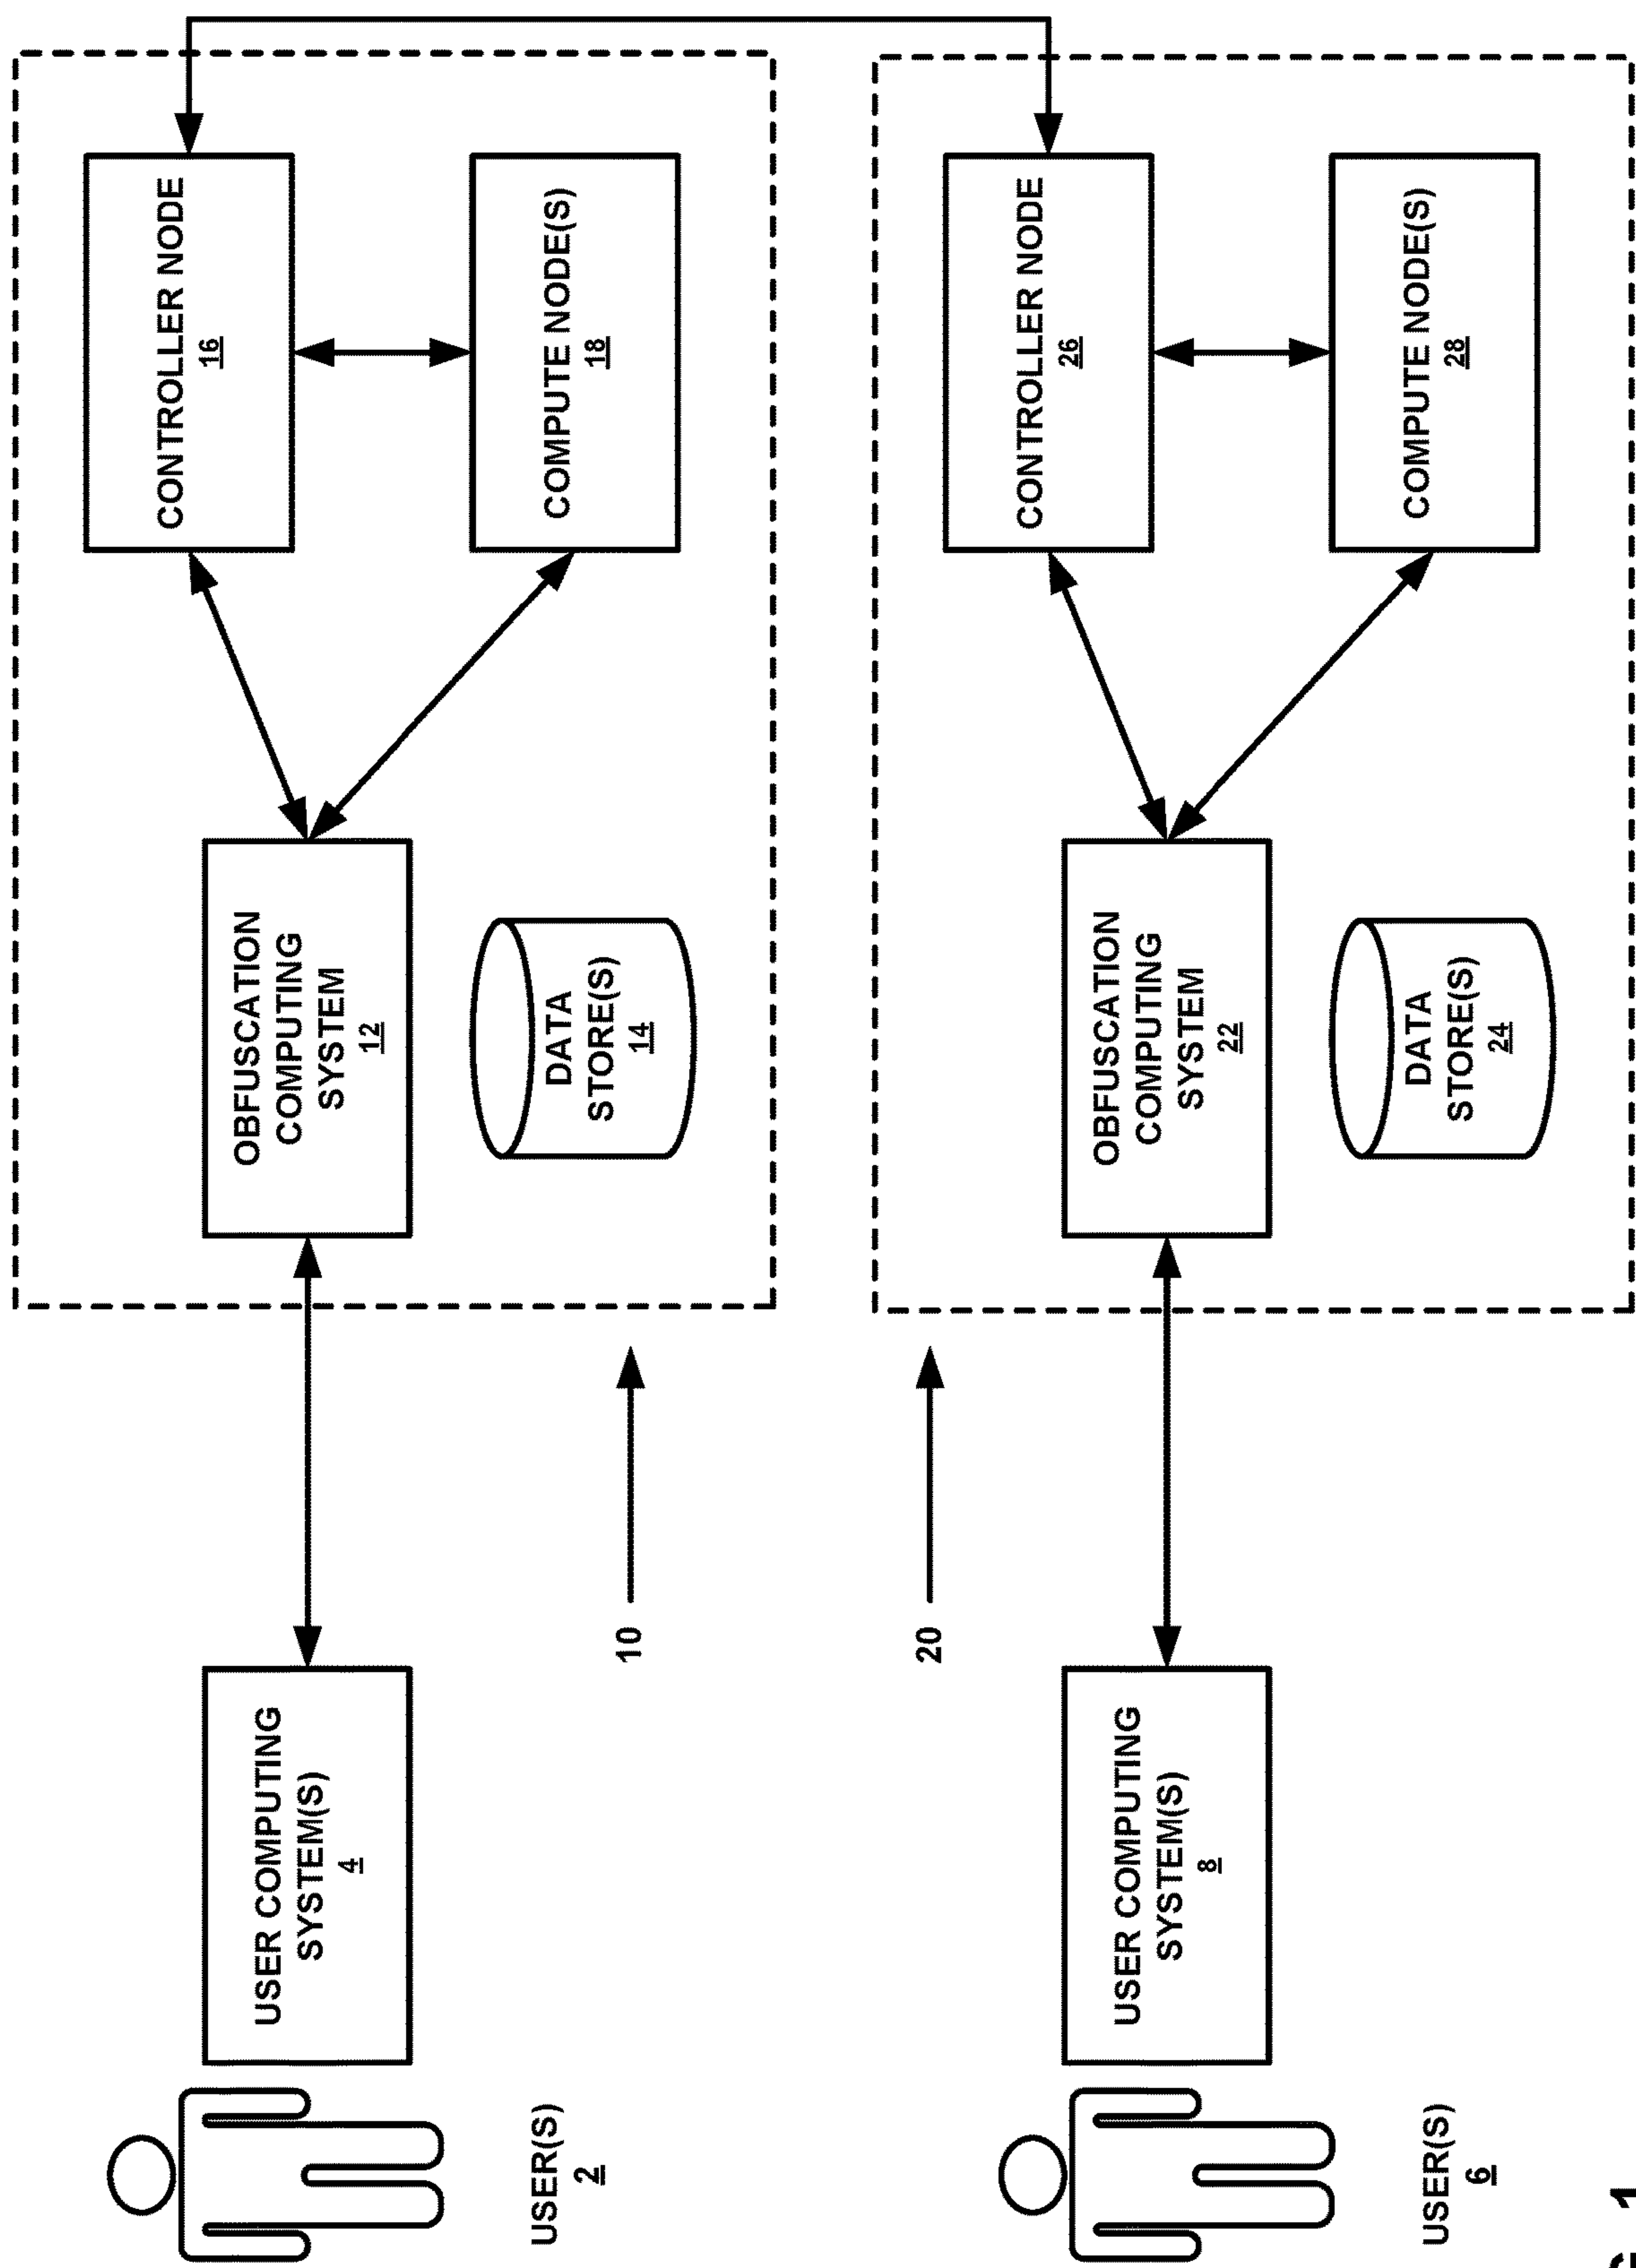 USER(S)
2
USER COMPUTING
SYSTEM(S)
4
10
OBFUSCATION
COMPUTING
SYSTEM
12
DATA
STORE(S)
14
CONTROLLER NODE
16
COMPUTE NODE(S)
18
USER(S)
6
USER COMPUTING
SYSTEM(S)
8
20
OBFUSCATION
COMPUTING
SYSTEM
22
DATA
STORE(S)
24
CONTROLLER NODE
26
COMPUTE NODE(S)
28